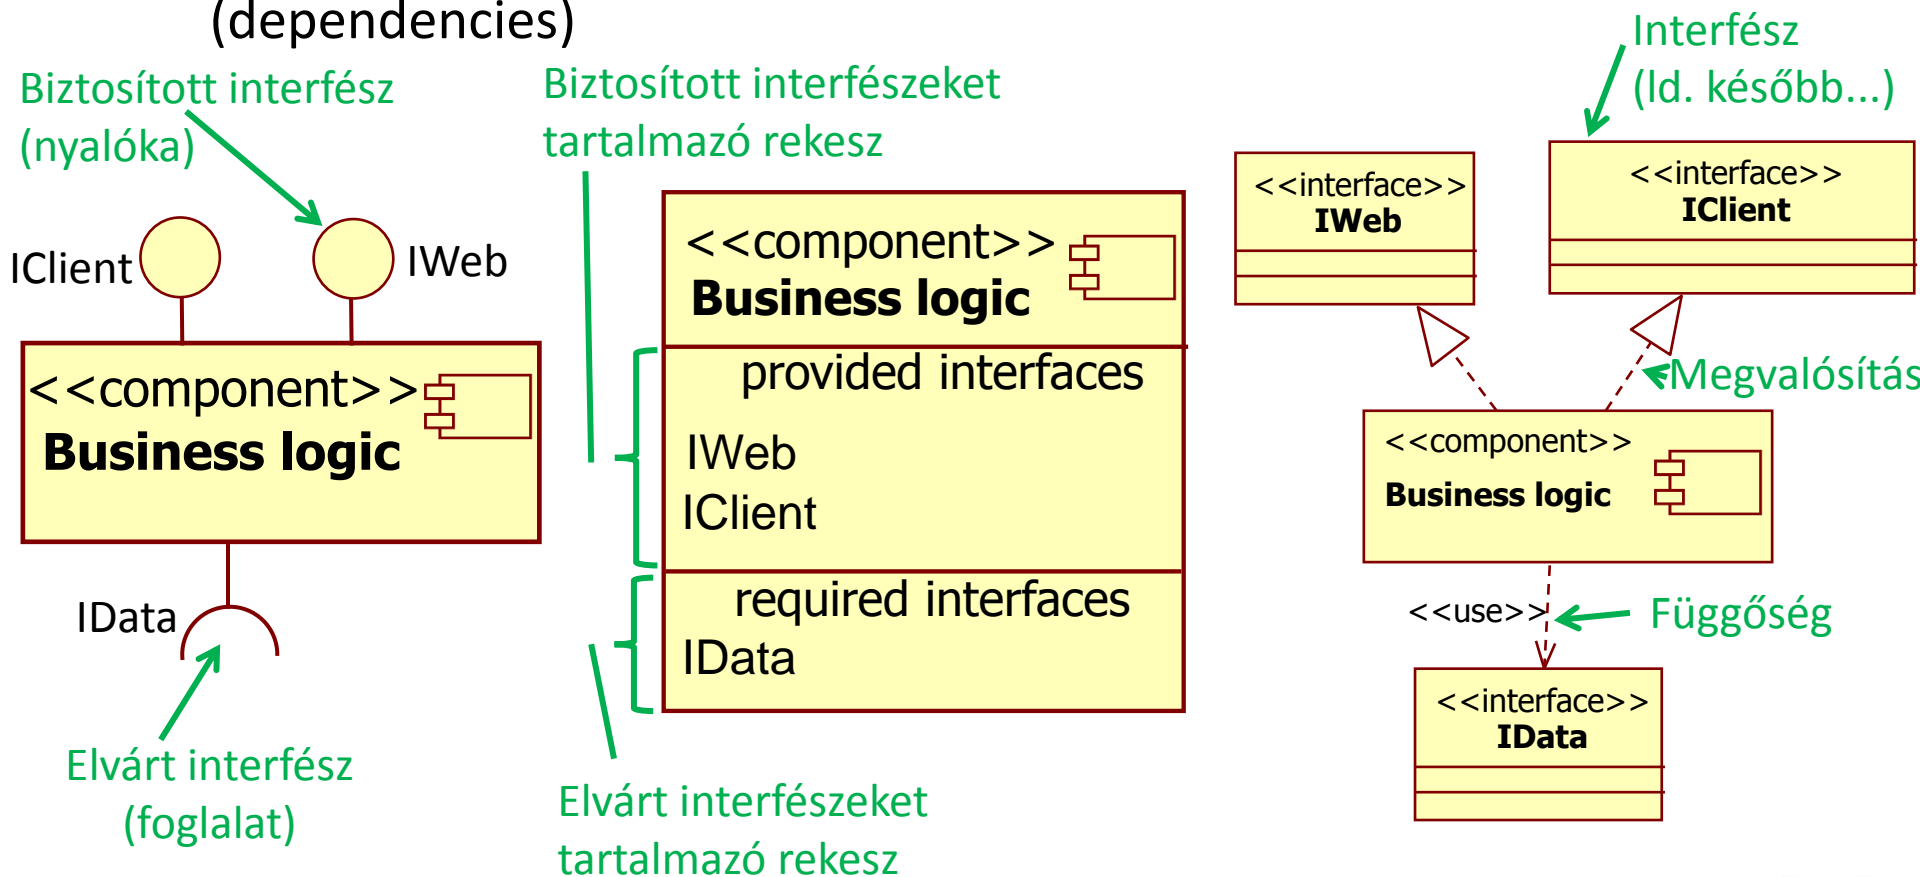 (dependencies)
Biztosított interfész
(nyalóka)
IClient
IWeb
<<component>>
Business logic
IData
Elvárt interfész
(foglalat)
Biztosított interfészeket
tartalmazó rekesz
<<component>>
Business logic
provided interfaces
IWeb
IClient
required interfaces
IData
Elvárt interfészeket
tartalmazó rekesz
Interfész
(ld. később...)
<<interface>>
IWeb
<<interface>>
IClient
Megvalósítás
<<component>>
Business logic
<<use>>
Függőség
<<interface>>
IData